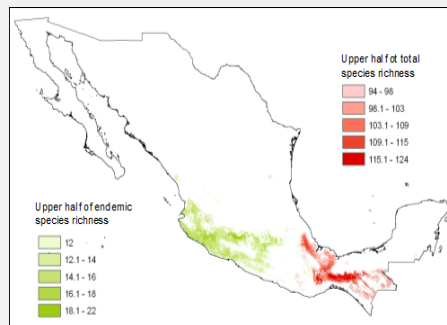 Upper half ot total
species richness
94 - 98
98.1 - 103
103.1 - 109
109.1 - 115
115.1 - 124
Upper half of endemic
species richness
12
12.1 - 14
14.1 - 16
16.1 - 18
18.1 - 22